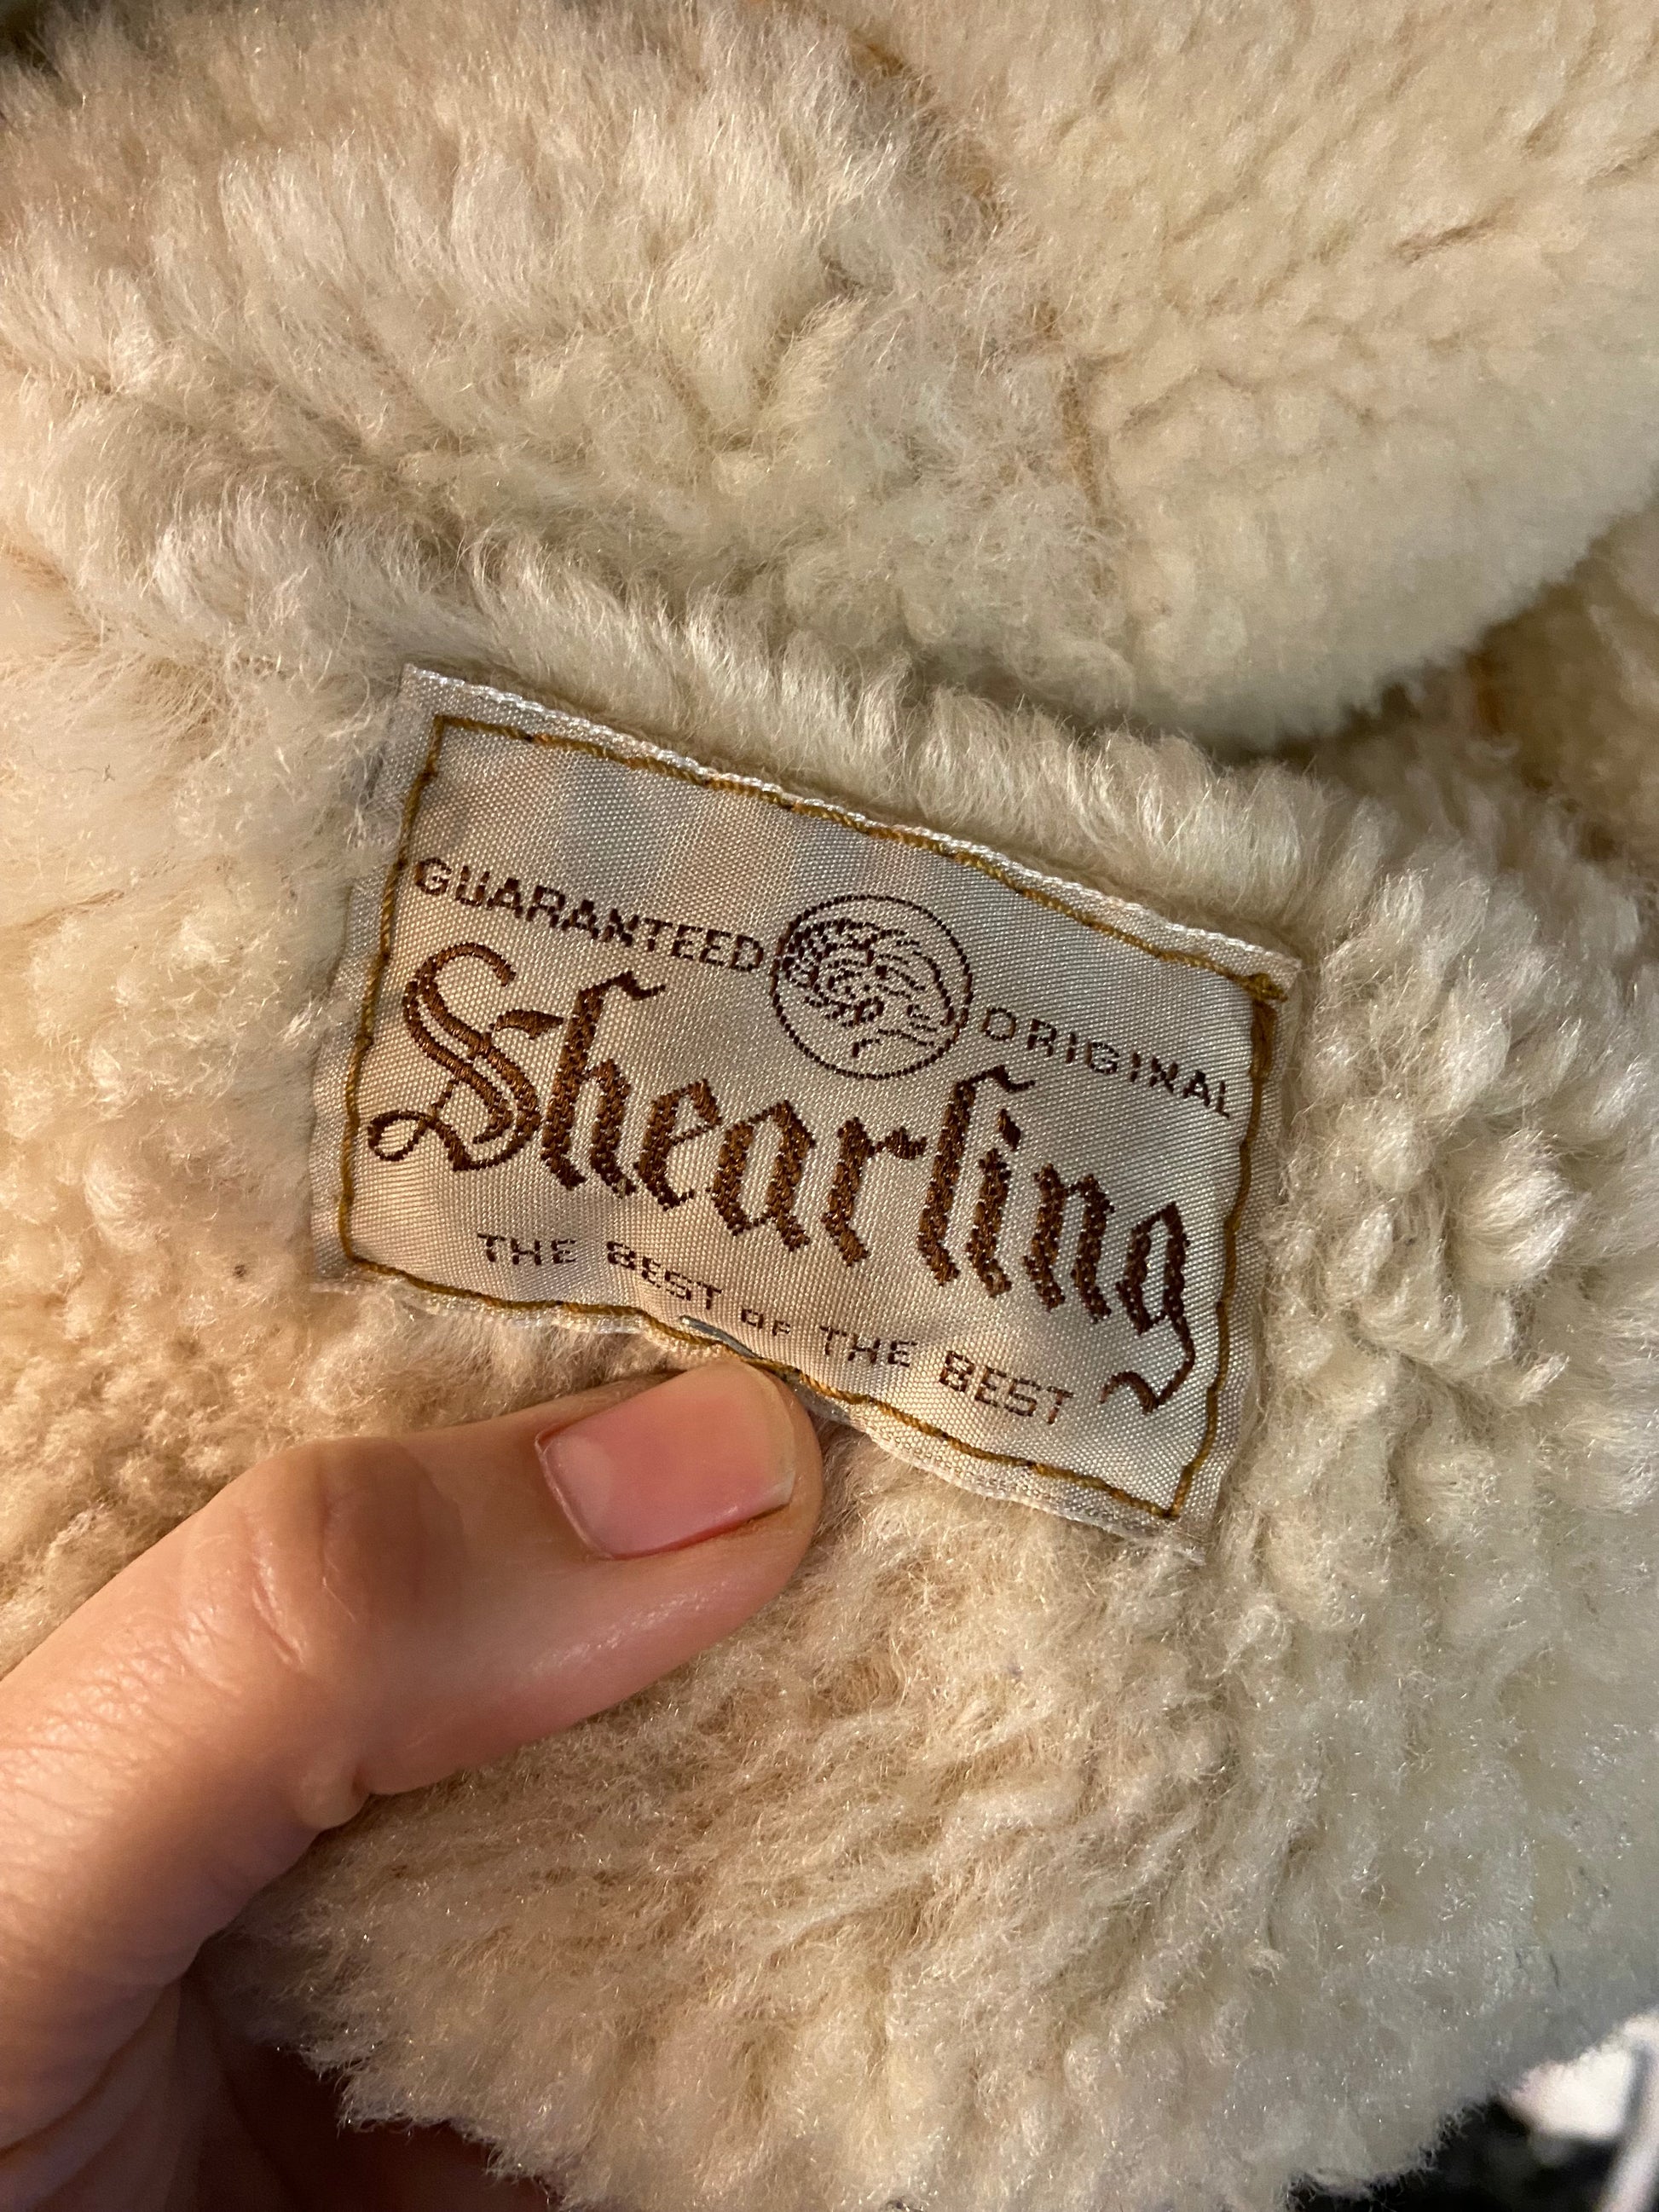 GUARANTEED ORIGINAL
Shearling
THE BEST OF THE BEST